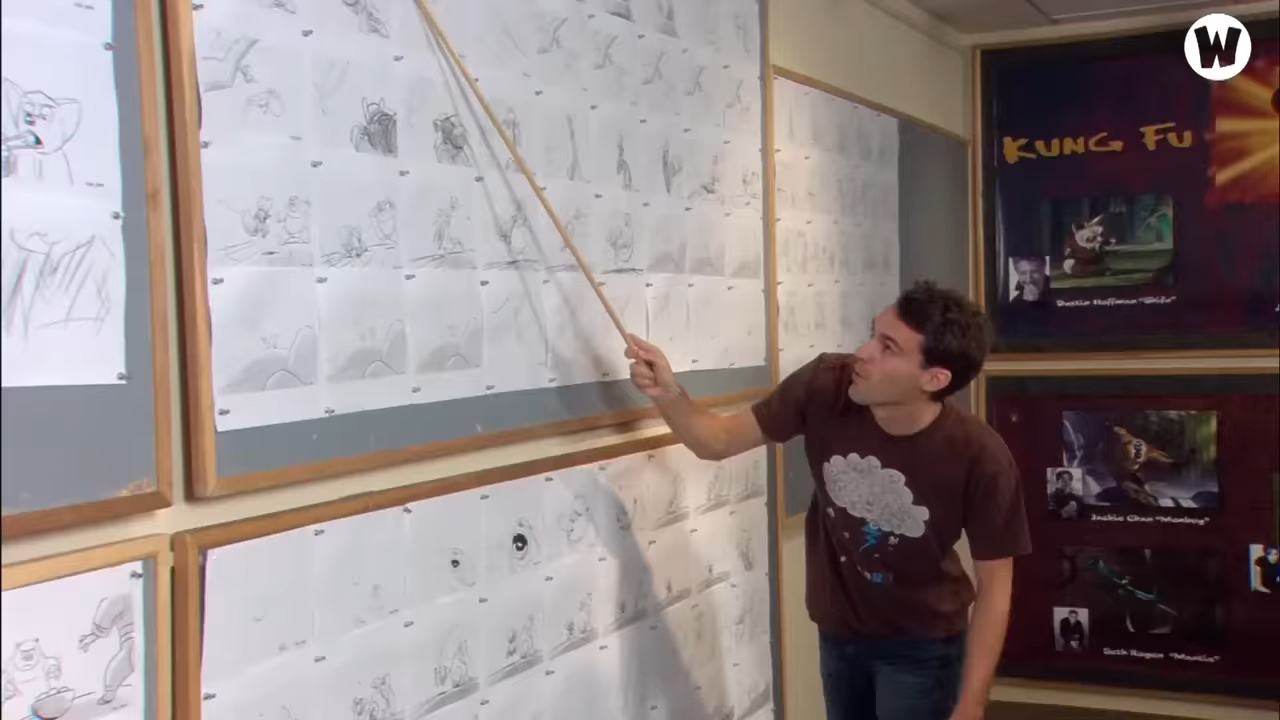 W
KUNG FU
Dustin Hoffman "Shifu"
Jackie Chan "Monkey"
Seth Rogen "Mantis"